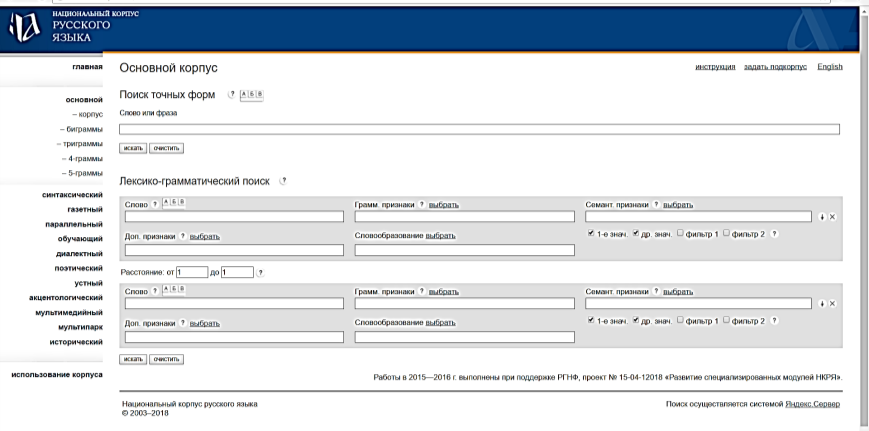 НАЦИОНАЛЬНЫЙ КОРПУС
РУССКОГО
ЯЗЫКА
главная
Основной корпус
инструкция задать подкорпус English
основной
– корпус
– биграммы
– триграммы
– 4-граммы
– 5-граммы
синтаксический
газетный
параллельный
обучающий
диалектный
поэтический
устный
акцентологический
мультимедийный
мультипарк
исторический
использование корпуса
Поиск точных форм ? А Б В
Слово или фраза
искать очистить
Лексико-грамматический поиск ?
Слово ? А Б В Грамм. признаки ? выбрать Семант. признаки ? выбрать
Доп. признаки ? выбрать Словообразование выбрать 1-е знач. др. знач. фильтр 1 фильтр 2 ?
Расстояние: от 1 до 1 ?
Слово ? А Б В Грамм. признаки ? выбрать Семант. признаки ? выбрать
Доп. признаки ? выбрать Словообразование выбрать 1-е знач. др. знач. фильтр 1 фильтр 2 ?
искать очистить
Работы в 2015—2016 г. выполнены при поддержке РГНФ, проект № 15-04-12018 «Развитие специализированных модулей НКРЯ».
Национальный корпус русского языка
© 2003–2018
Поиск осуществляется системой Яндекс.Сервер